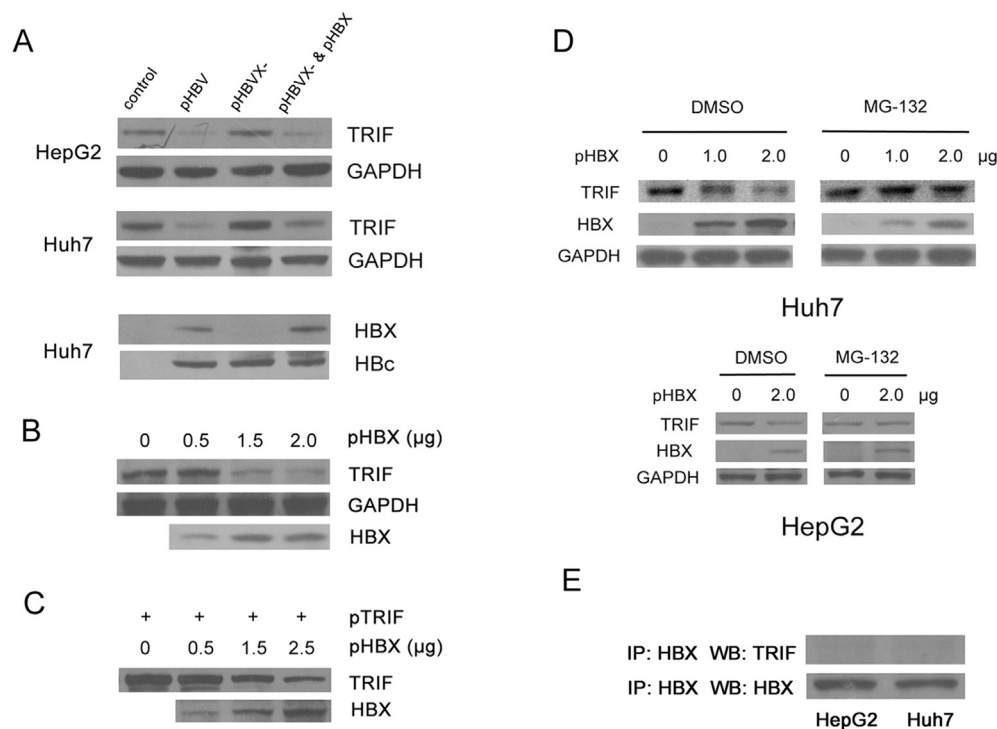 A
control pHBV pHBVX- pHBVX- & pHBX
HepG2
TRIF
GAPDH
Huh7
TRIF
GAPDH
Huh7
HBX
HBc
B
0 0.5 1.5 2.0 pHBX (µg)
TRIF
GAPDH
HBX
C
+ + + + pTRIF
0 0.5 1.5 2.5 pHBX (µg)
TRIF
HBX
D
DMSO MG-132
pHBX 0 1.0 2.0 0 1.0 2.0 µg
TRIF
HBX
GAPDH
Huh7
DMSO MG-132
pHBX 0 2.0 0 2.0 µg
TRIF
HBX
GAPDH
HepG2
E
IP: HBX WB: TRIF
IP: HBX WB: HBX
HepG2 Huh7